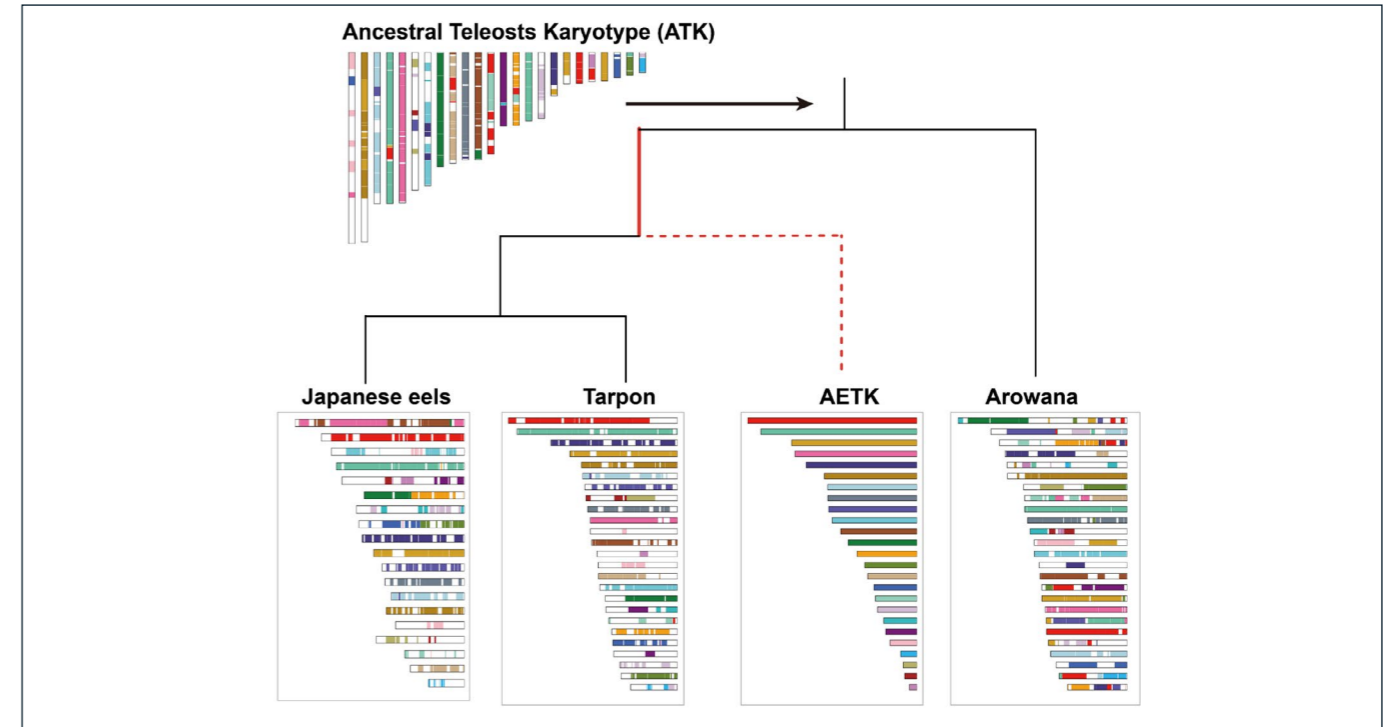 Ancestral Teleosts Karyotype (ATK)
Japanese eels
Tarpon
AETK
Arowana